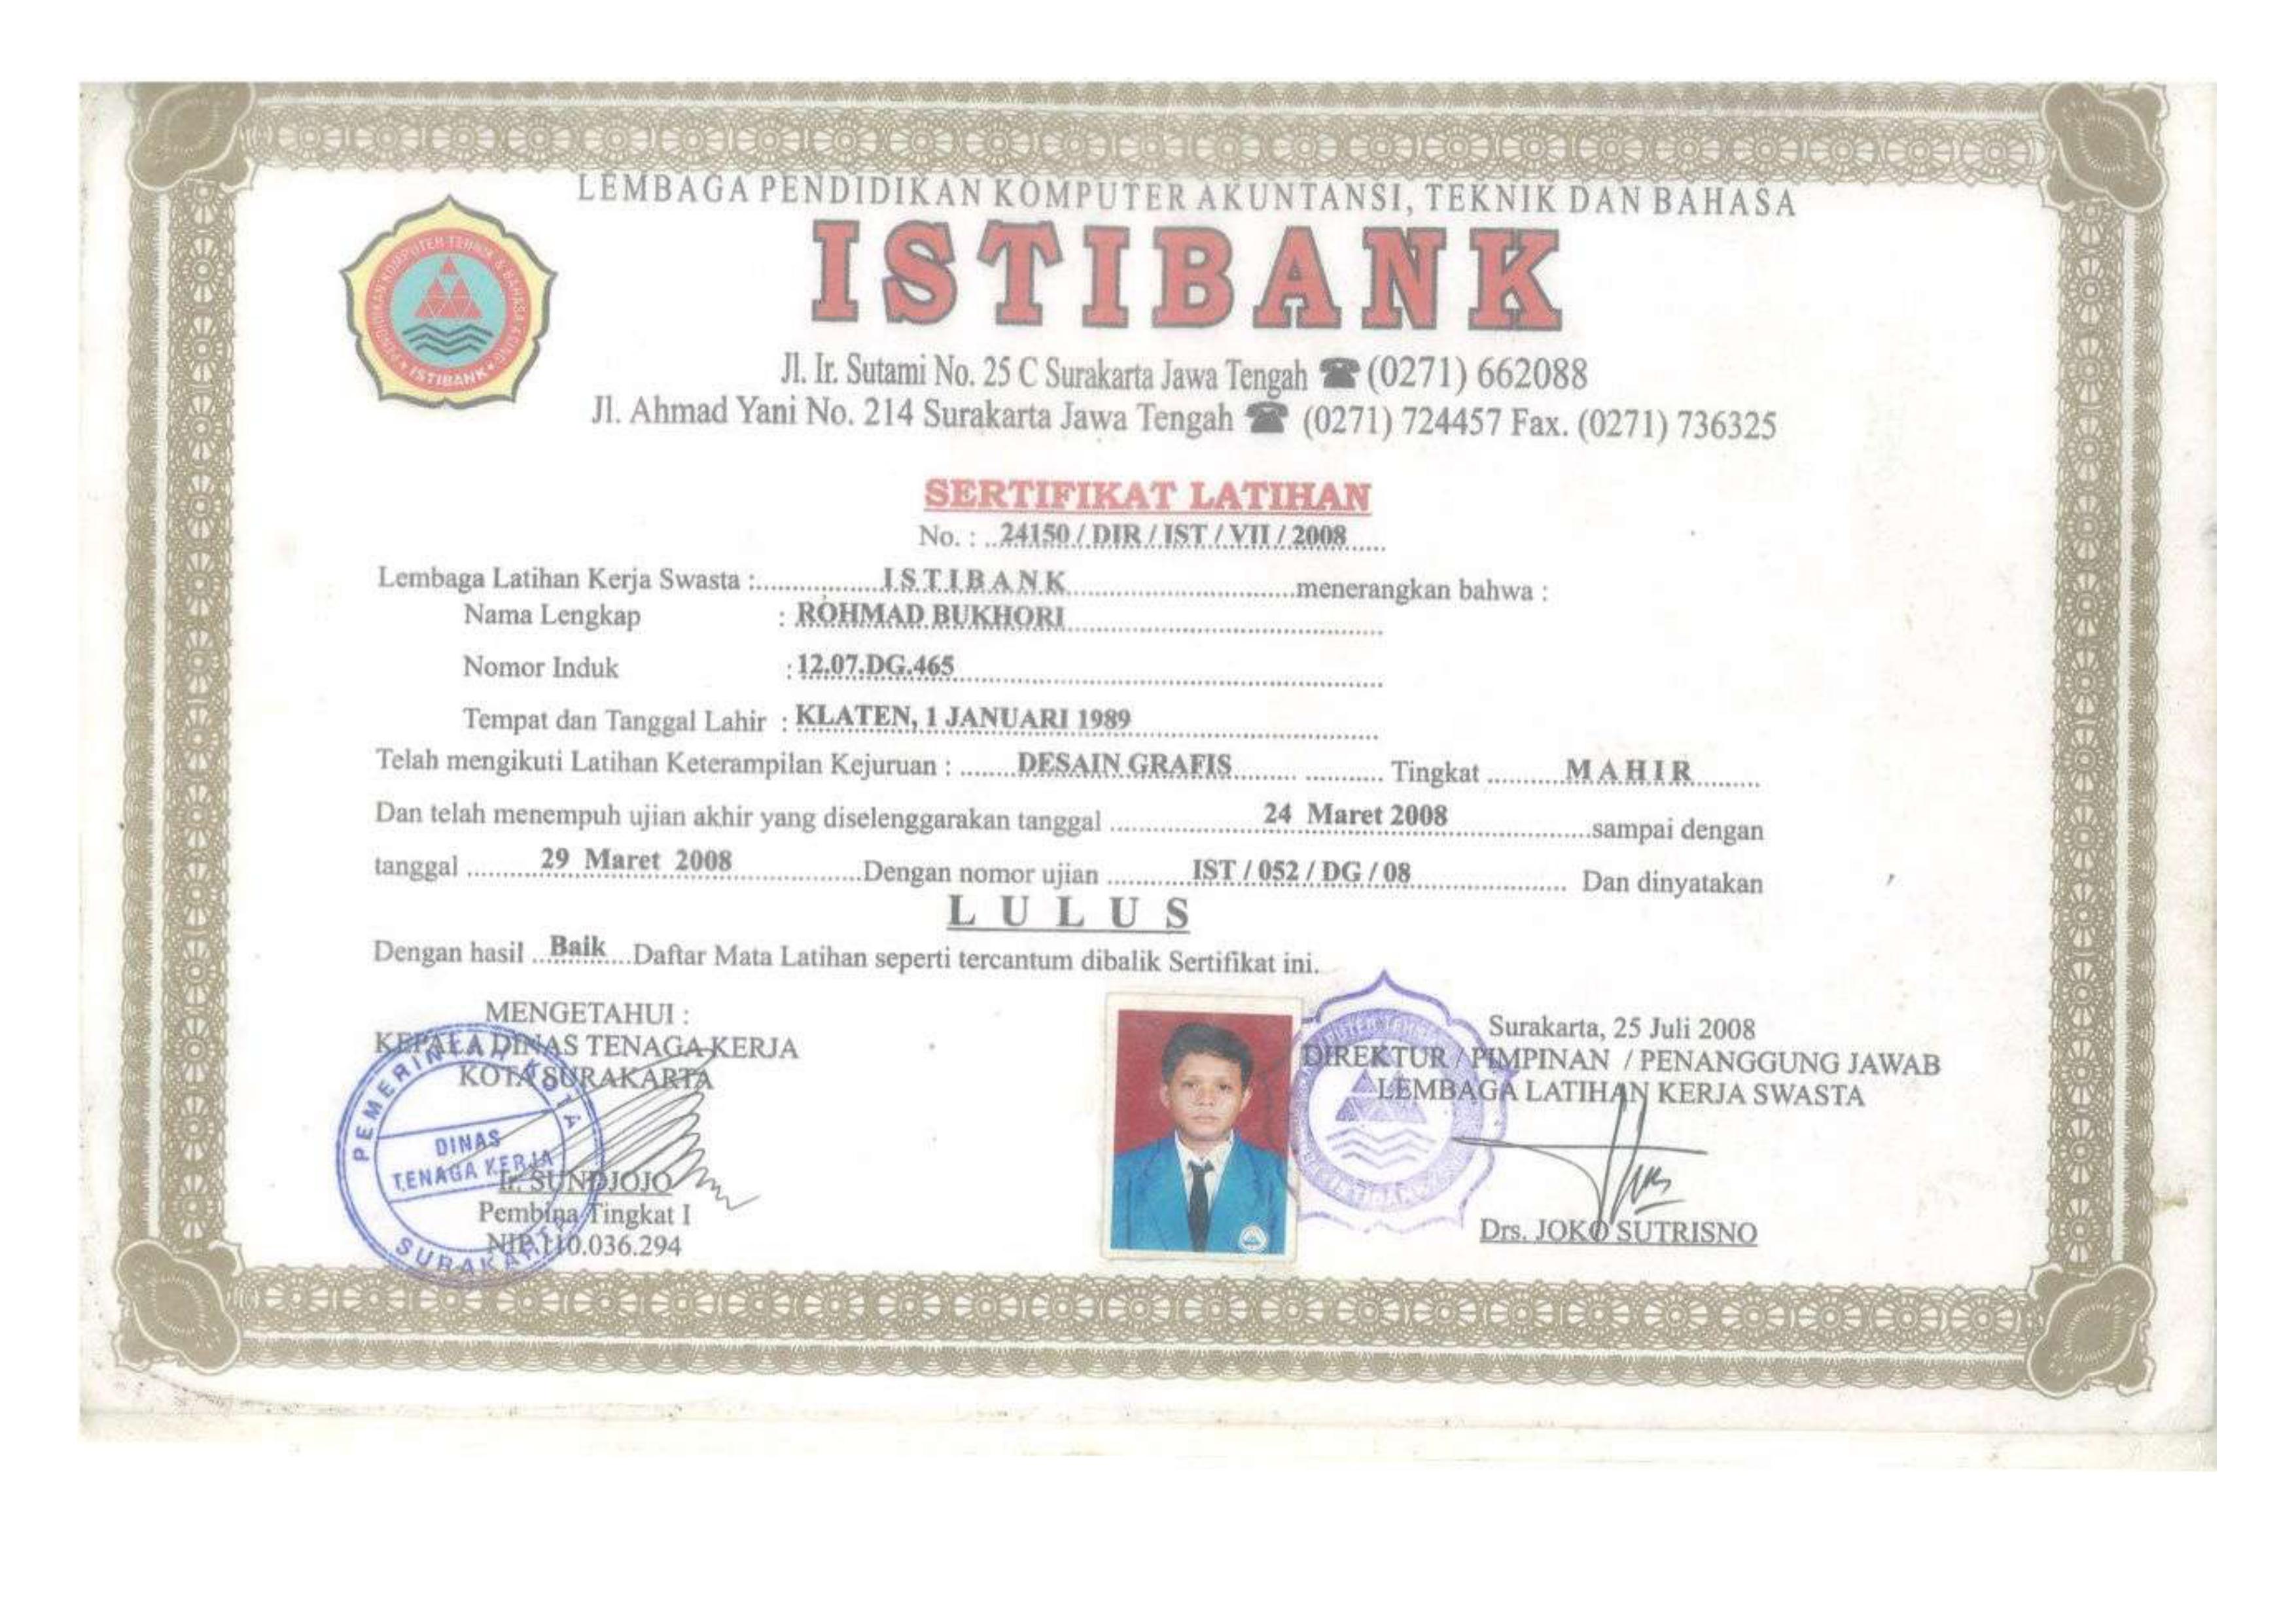 LEMBAGA PENDIDIKAN KOMPUTER AKUNTANSI, TEKNIK DAN BAHASA
ISTIBANK
Jl. Ir. Sutami No. 25 C Surakarta Jawa Tengah ☎ (0271) 662088
Jl. Ahmad Yani No. 214 Surakarta Jawa Tengah ☎ (0271) 724457 Fax. (0271) 736325
SERTIFIKAT LATIHAN
No. : 24150 / DIR / IST / VII / 2008
Lembaga Latihan Kerja Swasta : ISTIBANK menerangkan bahwa :
Nama Lengkap : ROHMAD BUKHORI
Nomor Induk : 12.07.DG.465
Tempat dan Tanggal Lahir : KLATEN, 1 JANUARI 1989
Telah mengikuti Latihan Keterampilan Kejuruan : DESAIN GRAFIS Tingkat MAHIR
Dan telah menempuh ujian akhir yang diselenggarakan tanggal 24 Maret 2008 sampai dengan
tanggal 29 Maret 2008 Dengan nomor ujian IST / 052 / DG / 08 Dan dinyatakan
LULUS
Dengan hasil Baik Daftar Mata Latihan seperti tercantum dibalik Sertifikat ini.
MENGETAHUI :
KEPALA DINAS TENAGA KERJA
KOTA SURAKARTA
PEMERINTAH KOTA
DINAS
TENAGA KERJA
SURAKARTA
Ir. SUNDJOJO
Pembina Tingkat I
NIP.110.036.294
Surakarta, 25 Juli 2008
DIREKTUR / PIMPINAN / PENANGGUNG JAWAB
LEMBAGA LATIHAN KERJA SWASTA
Drs. JOKO SUTRISNO